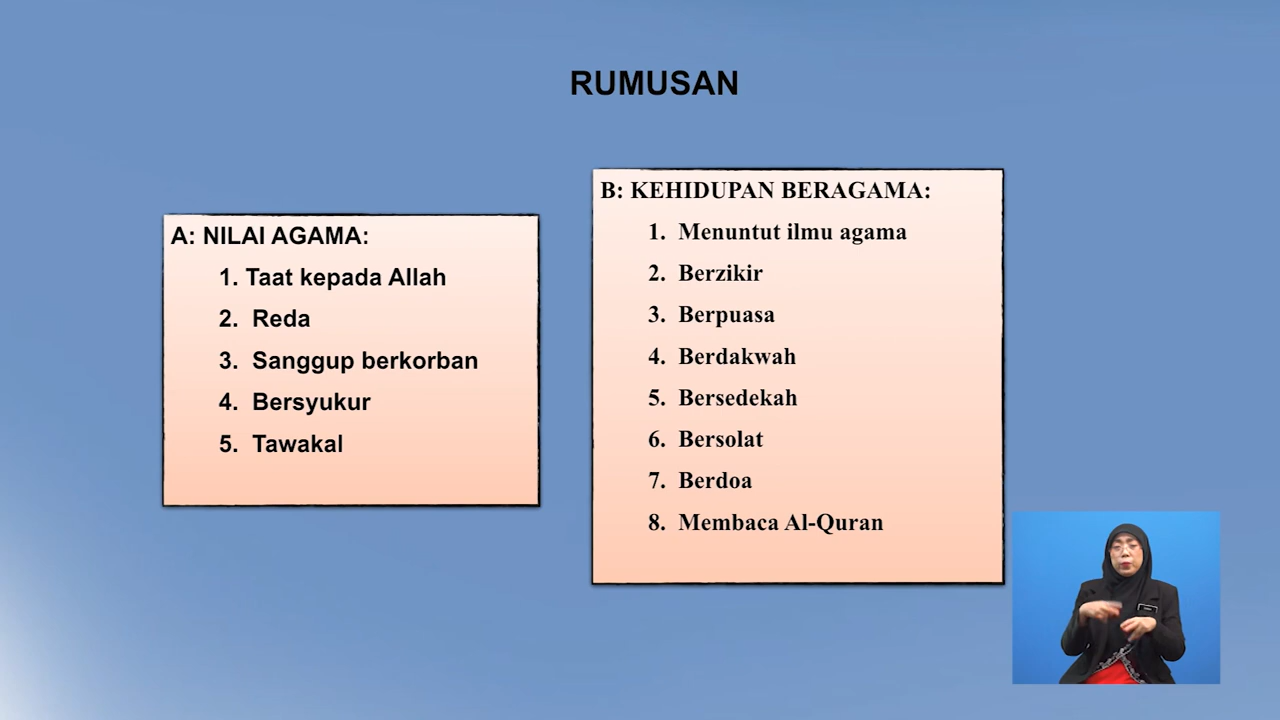 RUMUSAN
A: NILAI AGAMA:
1. Taat kepada Allah
2. Reda
3. Sanggup berkorban
4. Bersyukur
5. Tawakal
B: KEHIDUPAN BERAGAMA:
1. Menuntut ilmu agama
2. Berzikir
3. Berpuasa
4. Berdakwah
5. Bersedekah
6. Bersolat
7. Berdoa
8. Membaca Al-Quran